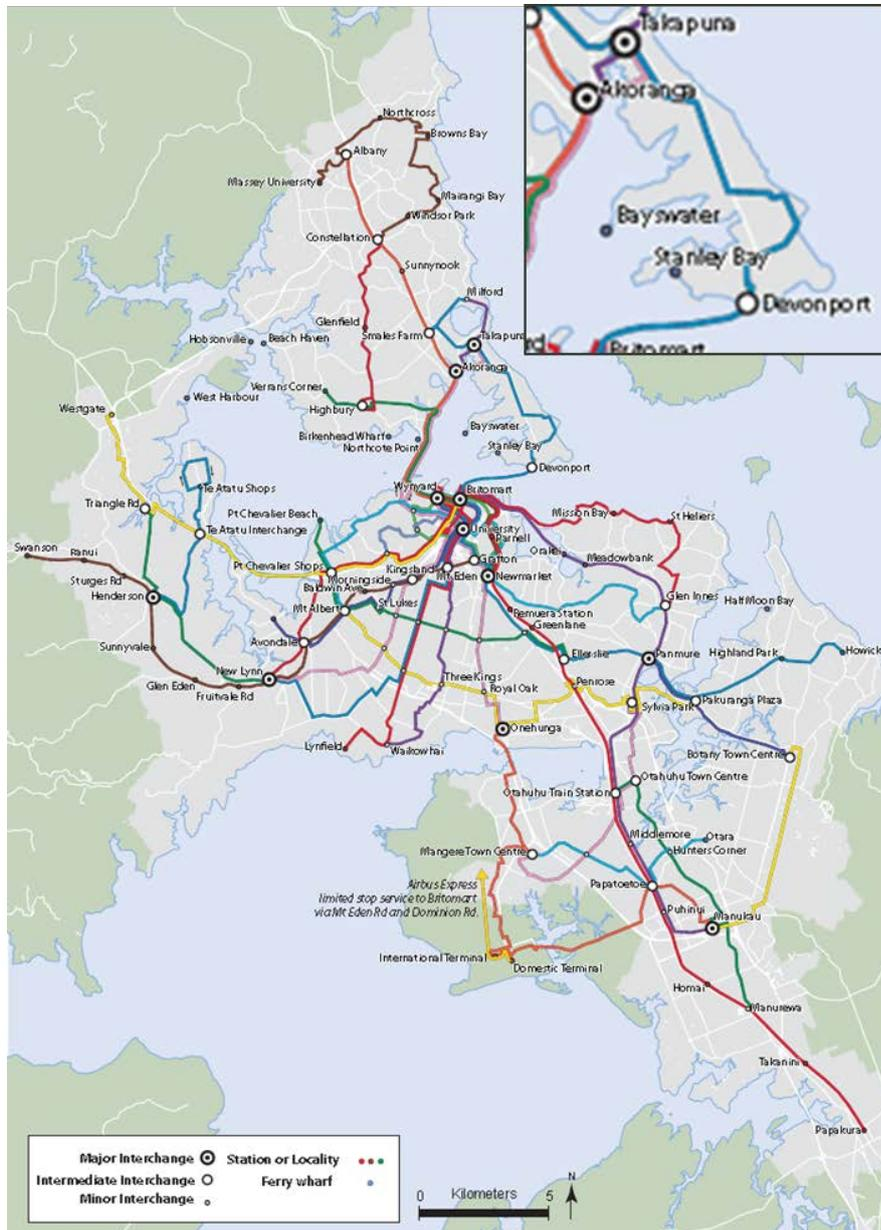 Takapuna
Akoranga
Bayswater
Stanley Bay
Devonport
Britomart
Northcross
Browns Bay
Albany
Massey University
Mairangi Bay
Windsor Park
Constellation
Sunnynook
Milford
Glenfield
Smales Farm
Takapuna
Hobsonville
Beach Haven
Akoranga
Verrans Corner
West Harbour
Westgate
Highbury
Bayswater
Birkenhead Wharf
Northcote Point
Stanley Bay
Devonport
Te Atatu Shops
Wynyard
Britomart
Triangle Rd
Pt Chevalier Beach
Mission Bay
St Heliers
University
Te Atatu Interchange
Parnell
Orakei
Meadowbank
Swanson
Ranui
Pt Chevalier Shops
Kingsland
Grafton
Morningside
Mt Eden
Newmarket
Sturges Rd
Baldwin Ave
Henderson
Mt Albert
St Lukes
Remuera Station
Glen Innes
Half Moon Bay
Greenlane
Sunnyvale
Avondale
Ellerslie
Panmure
Highland Park
Howick
New Lynn
Glen Eden
Fruitvale Rd
Three Kings
Royal Oak
Penrose
Sylvia Park
Pakuranga Plaza
Onehunga
Lynfield
Waikowhai
Botany Town Centre
Otahuhu Town Centre
Otahuhu Train Station
Middlemore
Otara
Mangere Town Centre
Hunters Corner
Airbus Express
limited stop service to Britomart
via Mt Eden Rd and Dominion Rd.
Papatoetoe
Puhinui
Manukau
International Terminal
Domestic Terminal
Homai
Manurewa
Takanini
Papakura
Major Interchange Station or Locality
Intermediate Interchange Ferry wharf
Minor Interchange
0 Kilometers 5
N